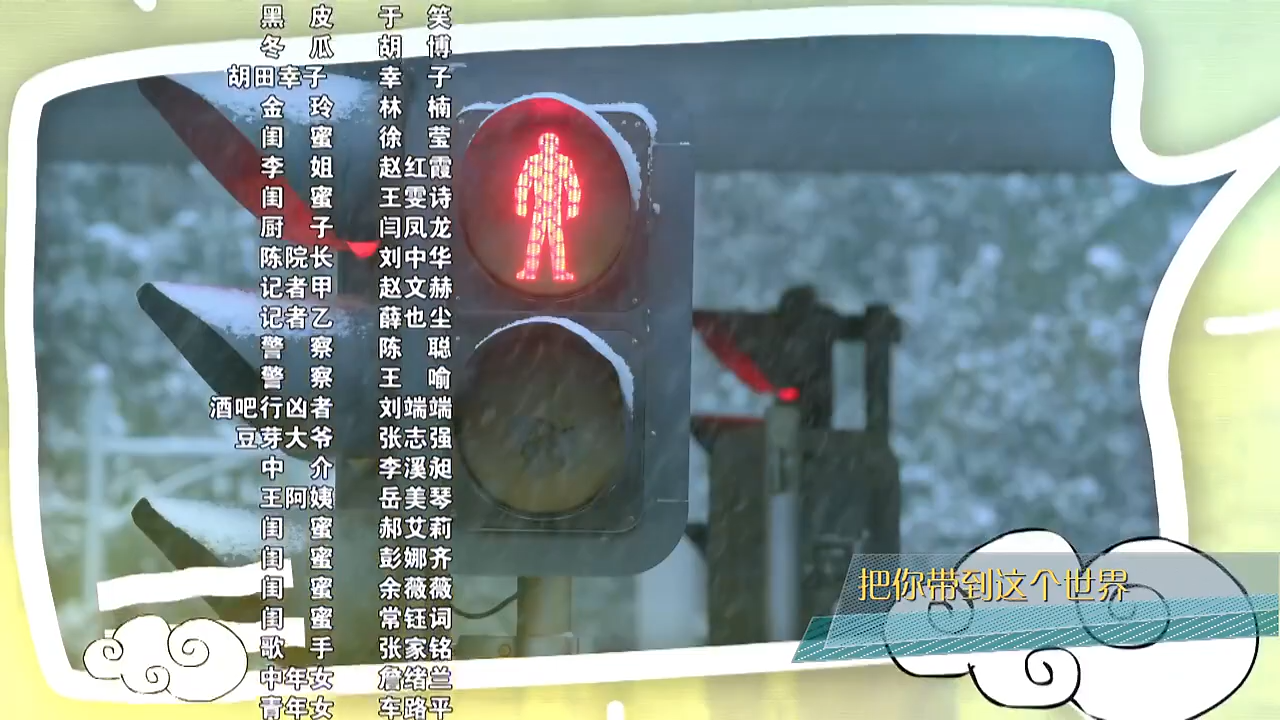 黑皮 于笑
冬瓜 胡博
胡田幸子 幸子
金玲 林楠
闺蜜 徐莹
李姐 赵红霞
闺蜜 王雯诗
厨子 闫凤龙
陈院长 刘中华
记者甲 赵文赫
记者乙 薛也尘
警察 陈聪
警察 王喻
酒吧行凶者 刘端端
豆芽大爷 张志强
中介 李溪昶
王阿姨 岳美琴
闺蜜 郝艾莉
闺蜜 彭娜齐
闺蜜 余薇薇
闺蜜 常钰词
歌手 张家铭
中年女 詹绪兰
青年女 车路平
把你带到这个世界